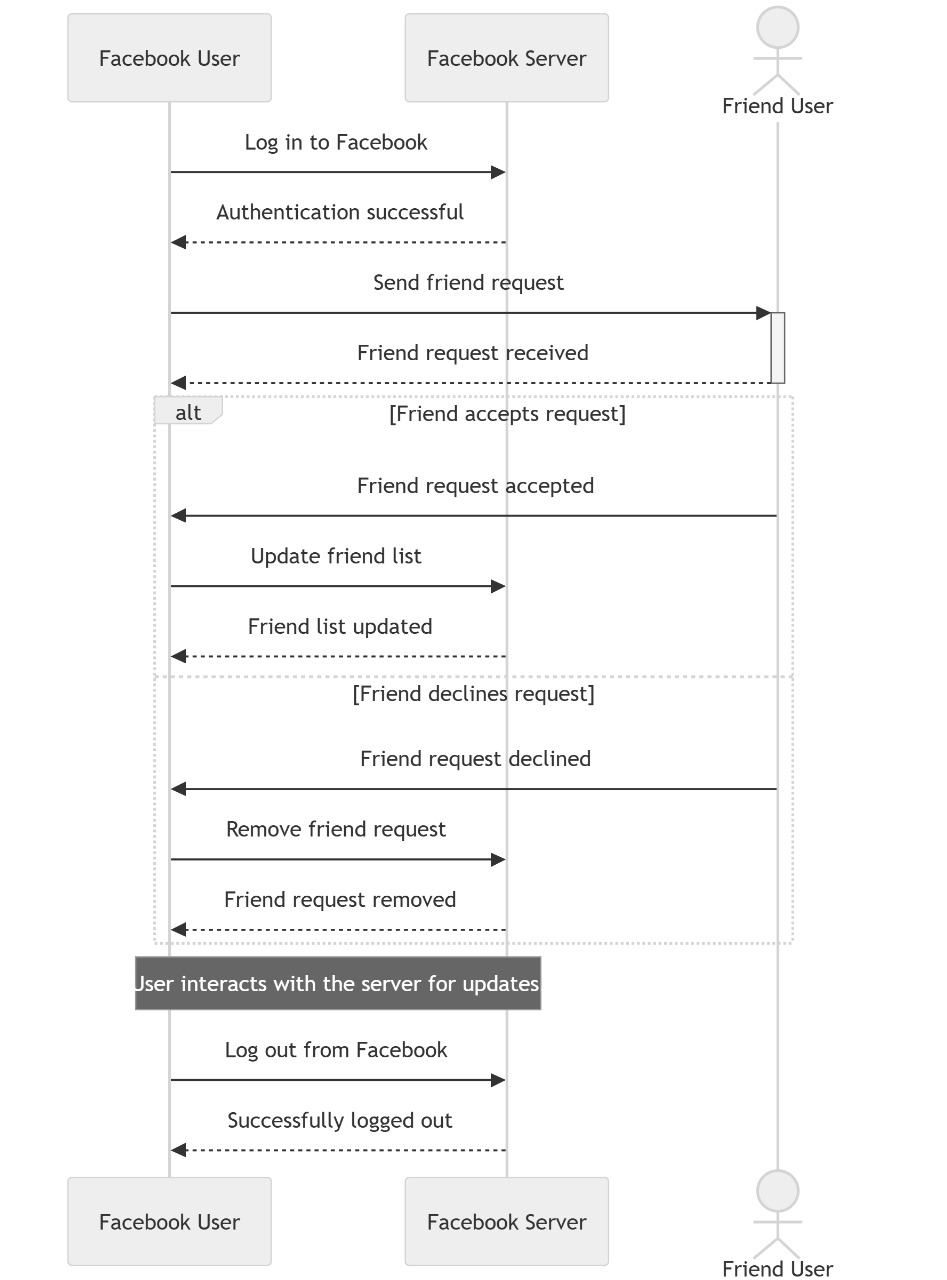 Facebook User
Facebook Server
Friend User
Log in to Facebook
Authentication successful
Send friend request
Friend request received
alt
[Friend accepts request]
Friend request accepted
Update friend list
Friend list updated
[Friend declines request]
Friend request declined
Remove friend request
Friend request removed
User interacts with the server for updates.
Log out from Facebook
Successfully logged out
Facebook User
Facebook Server
Friend User